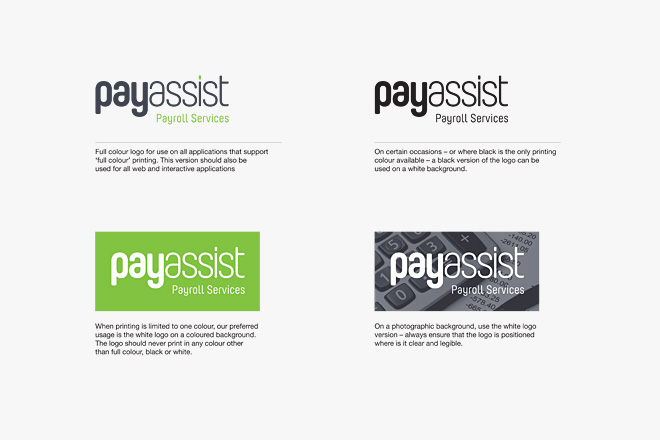 payassist
Payroll Services
Full colour logo for use on all applications that support
'full colour' printing. This version should also be
used for all web and interactive applications
payassist
Payroll Services
On certain occasions – or where black is the only printing
colour available – a black version of the logo can be
used on a white background.
payassist
Payroll Services
When printing is limited to one colour, our preferred
usage is the white logo on a coloured background.
The logo should never print in any colour other
than full colour, black or white.
payassist
Payroll Services
On a photographic background, use the white logo
version – always ensure that the logo is positioned
where is it clear and legible.